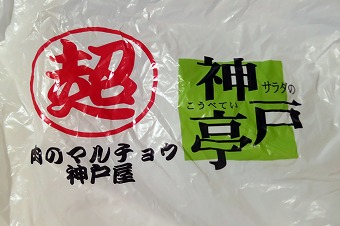 超
肉のマルチョウ
神戸屋
サラダの
神戸亭
こうべてい